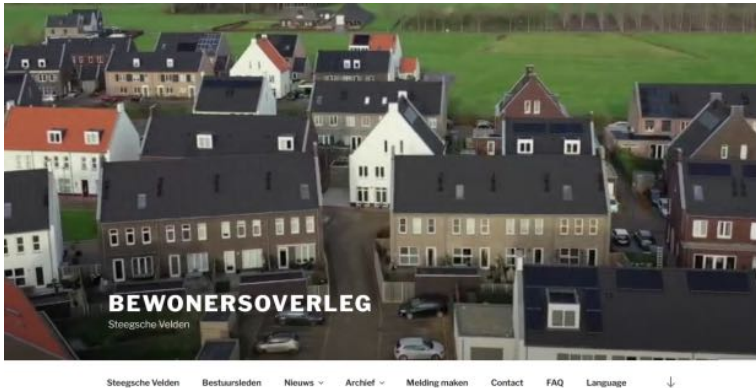 BEWONERSOVERLEG
Steegsche Velden
Steegsche Velden Bestuursleden Nieuws Archief Melding maken Contact FAQ Language